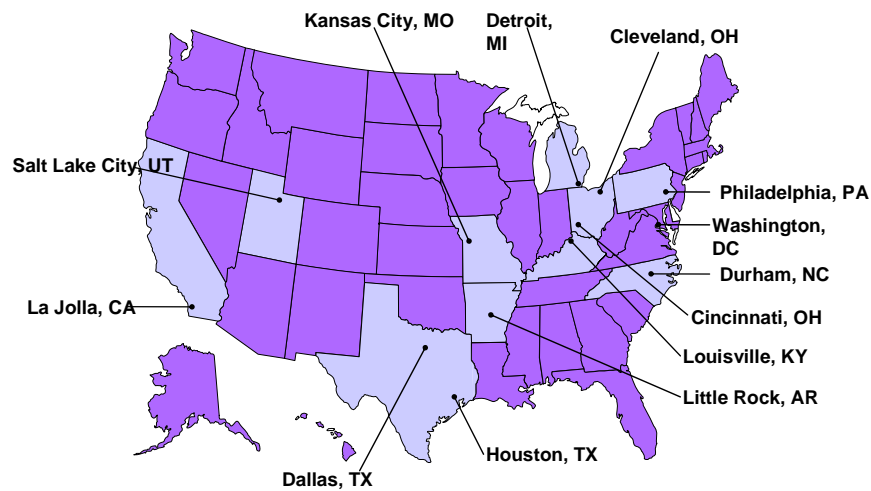 Kansas City, MO
Detroit,
MI
Cleveland, OH
Salt Lake City, UT
Philadelphia, PA
Washington,
DC
Durham, NC
La Jolla, CA
Cincinnati, OH
Louisville, KY
Little Rock, AR
Houston, TX
Dallas, TX